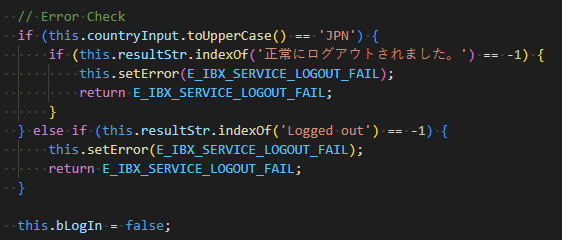 // Error Check
if (this.countryInput.toUpperCase() == 'JPN') {
if (this.resultStr.indexOf('正常にログアウトされました。') == -1) {
this.setError(E_IBX_SERVICE_LOGOUT_FAIL);
return E_IBX_SERVICE_LOGOUT_FAIL;
}
} else if (this.resultStr.indexOf('Logged out') == -1) {
this.setError(E_IBX_SERVICE_LOGOUT_FAIL);
return E_IBX_SERVICE_LOGOUT_FAIL;
}
this.bLogIn = false;